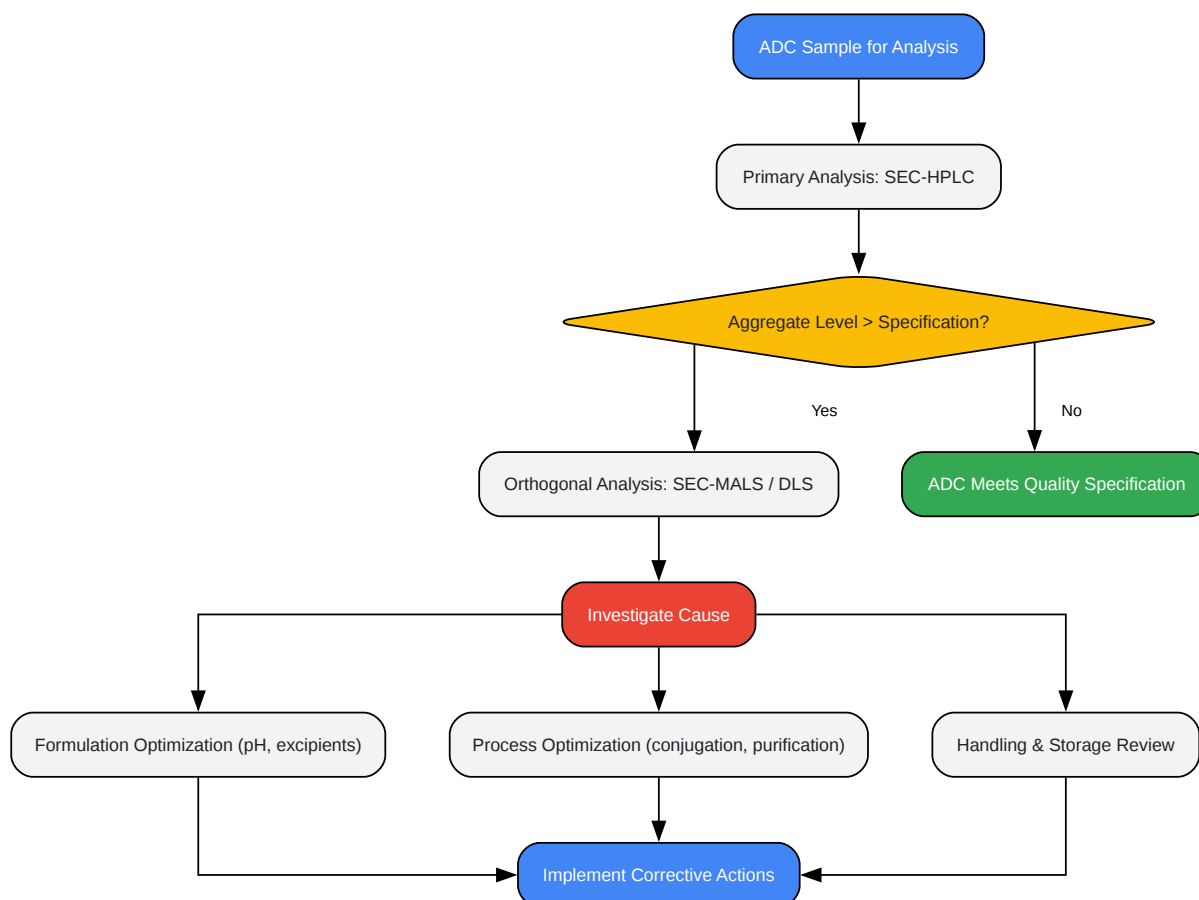 ADC Sample for Analysis
Primary Analysis: SEC-HPLC
Aggregate Level > Specification?
Yes
No
Orthogonal Analysis: SEC-MALS / DLS
ADC Meets Quality Specification
Investigate Cause
Formulation Optimization (pH, excipients)
Process Optimization (conjugation, purification)
Handling & Storage Review
Implement Corrective Actions